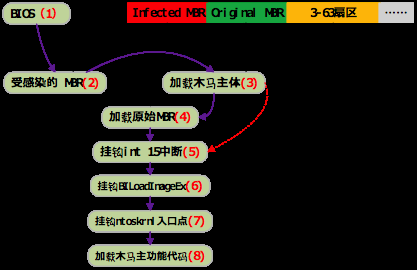 BIOS (1)
Infected MBR Original MBR 3-63扇区 ……
受感染的 MBR(2)
加载木马主体(3)
加载原始MBR(4)
挂钩int 15中断(5)
挂钩BILoadImageEx(6)
挂钩ntoskrnl入口点(7)
加载木马主功能代码(8)